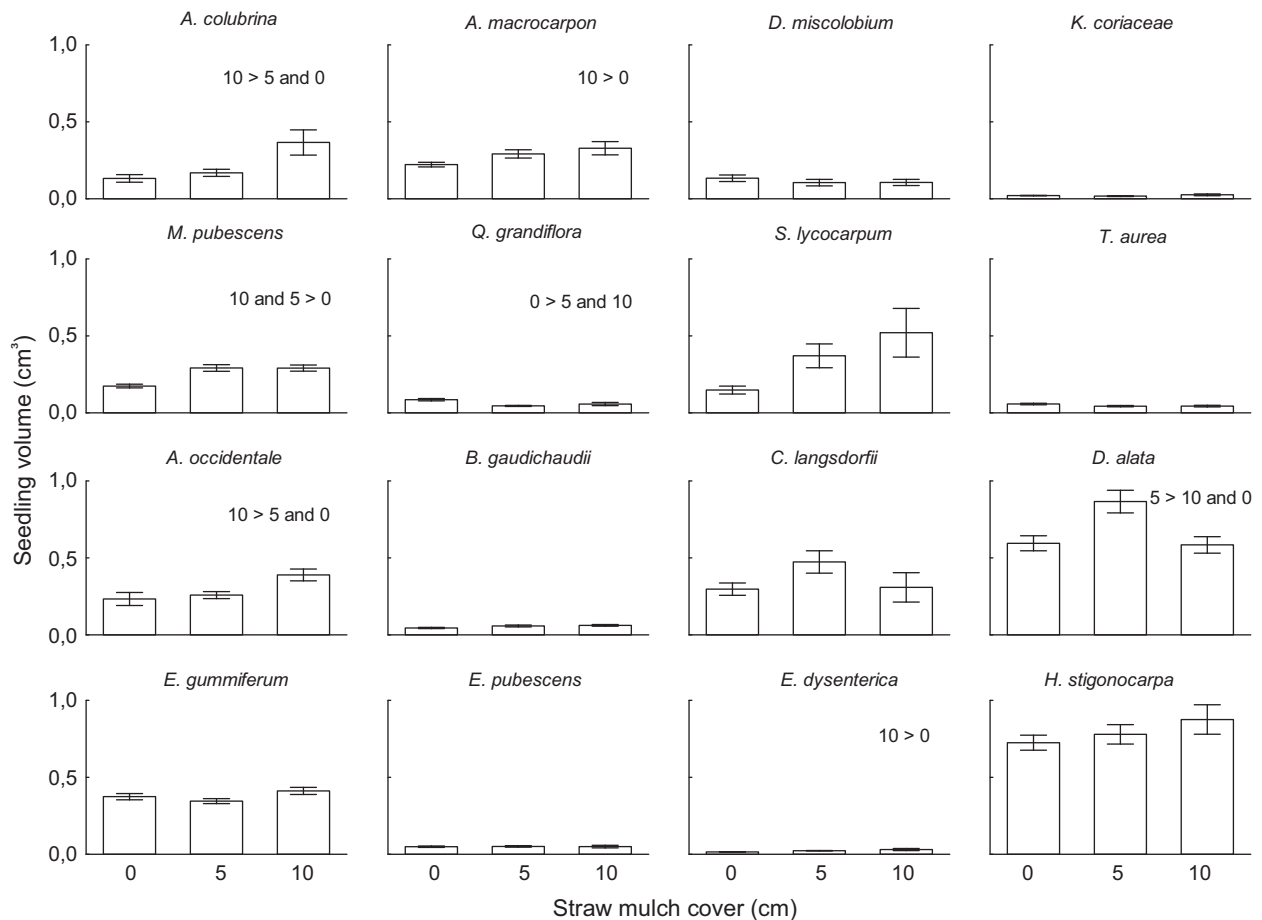 A. colubrina A. macrocarpon D. miscolobium K. coriaceae
1,0
10 > 5 and 0 10 > 0
0,5
0,0
M. pubescens Q. grandiflora S. lycocarpum T. aurea
1,0
10 and 5 > 0 0 > 5 and 10
0,5
0,0
Seedling volume (cm³)
A. occidentale B. gaudichaudii C. langsdorfii D. alata
1,0
10 > 5 and 0 5 > 10 and 0
0,5
0,0
E. gummiferum E. pubescens E. dysenterica H. stigonocarpa
1,0
10 > 0
0,5
0,0
0 5 10 0 5 10 0 5 10 0 5 10
Straw mulch cover (cm)